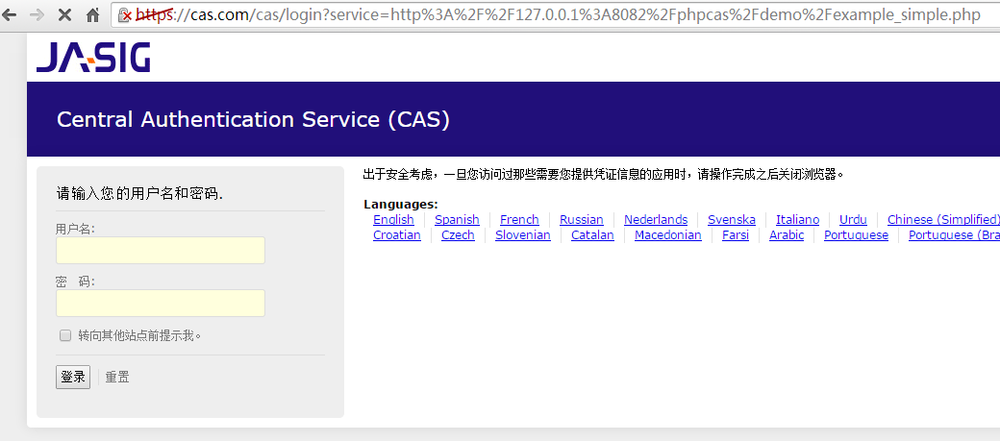 https://cas.com/cas/login?service=http%3A%2F%2F127.0.0.1%3A8082%2Fphpcas%2Fdemo%2Fexample_simple.php
JASIG
Central Authentication Service (CAS)
请输入您的用户名和密码.
用户名:
密 码:
转向其他站点前提示我。
登录 重置
出于安全考虑，一旦您访问过那些需要您提供凭证信息的应用时，请操作完成之后关闭浏览器。
Languages:
English Spanish French Russian Nederlands Svenska Italiano Urdu Chinese (Simplified)
Croatian Czech Slovenian Catalan Macedonian Farsi Arabic Portuguese Portuguese (Bra